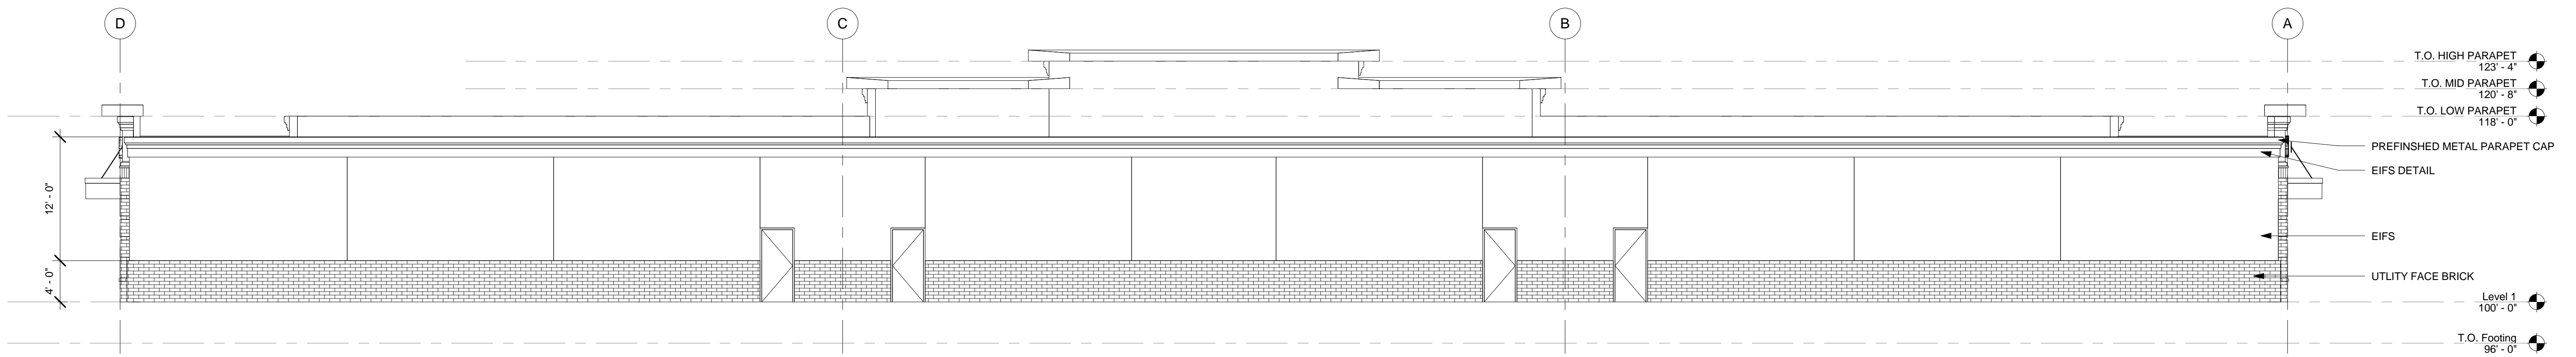 D
C
B
A
T.O. HIGH PARAPET
123' - 4"
T.O. MID PARAPET
120' - 8"
T.O. LOW PARAPET
118' - 0"
PREFINSHED METAL PARAPET CAP
EIFS DETAIL
12' - 0"
EIFS
4' - 0"
UTLITY FACE BRICK
Level 1
100' - 0"
T.O. Footing
96' - 0"